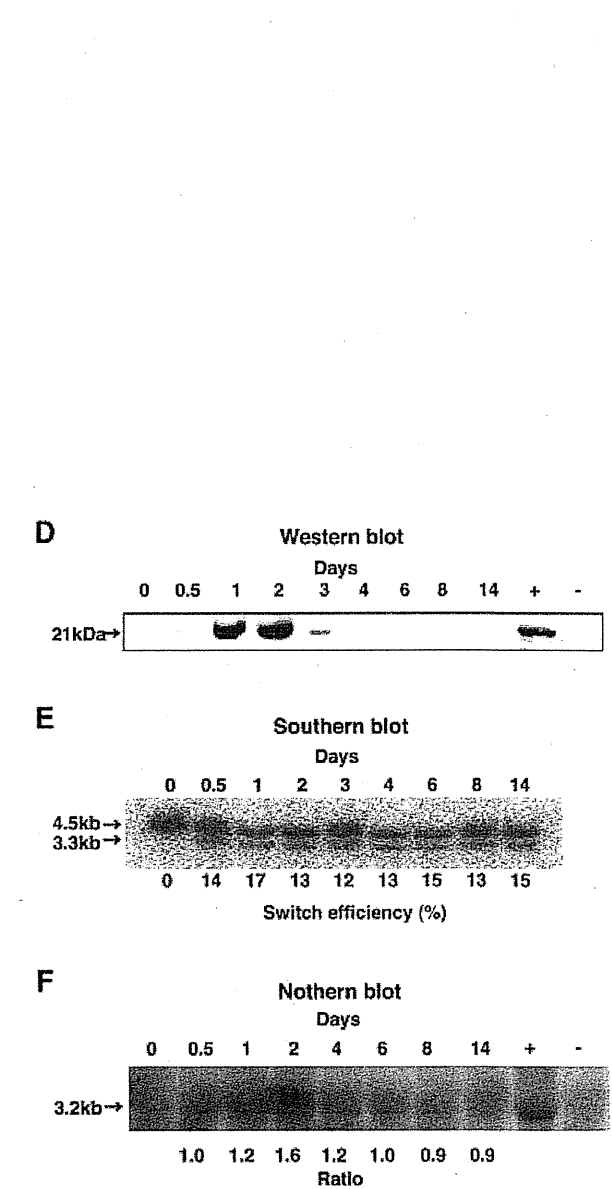 D
Western blot
Days
0 0.5 1 2 3 4 6 8 14 + -
21kDa→
E
Southern blot
Days
0 0.5 1 2 3 4 6 8 14
4.5kb→
3.3kb→
0 14 17 13 12 13 15 13 15
Switch efficiency (%)
F
Nothern blot
Days
0 0.5 1 2 4 6 8 14 + -
3.2kb→
1.0 1.2 1.6 1.2 1.0 0.9 0.9
Ratio